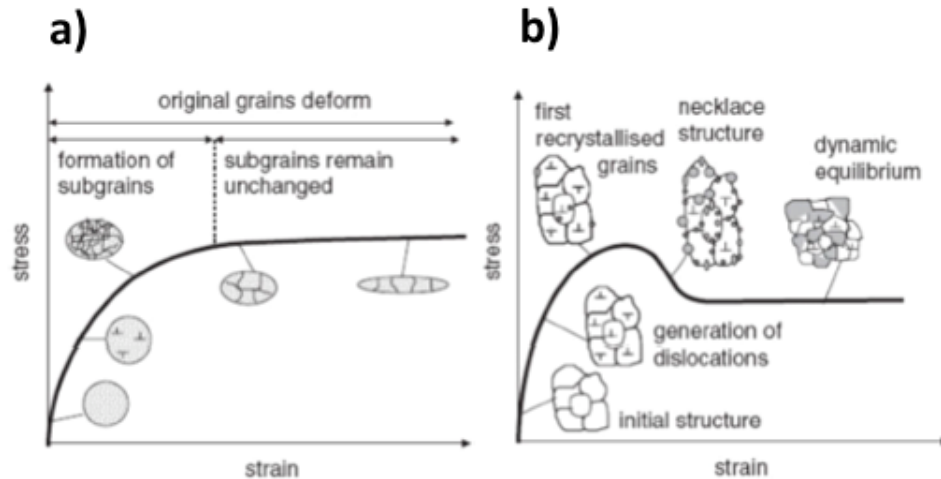 a)
original grains deform
formation of
subgrains
subgrains remain
unchanged
stress
strain
b)
first
recrystallised
grains
necklace
structure
dynamic
equilibrium
stress
generation of
dislocations
initial structure
strain